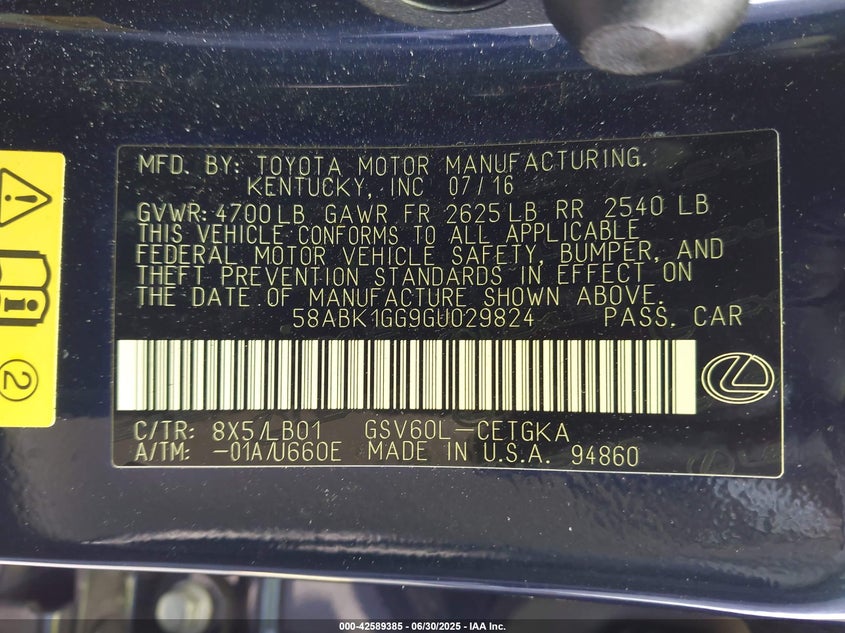 MFD. BY: TOYOTA MOTOR MANUFACTURING.
KENTUCKY, INC 07/16
GVWR: 4700 LB GAWR FR 2625 LB RR 2540 LB
THIS VEHICLE CONFORMS TO ALL APPLICABLE
FEDERAL MOTOR VEHICLE SAFETY, BUMPER, AND
THEFT PREVENTION STANDARDS IN EFFECT ON
THE DATE OF MANUFACTURE SHOWN ABOVE.
58ABK1GG9GU029824 PASS. CAR
C/TR: 8X5/LB01 GSV60L-CETGKA
A/TM: -01A/U660E MADE IN U.S.A. 94860
2
000-42589385 - 06/30/2025 - IAA Inc.